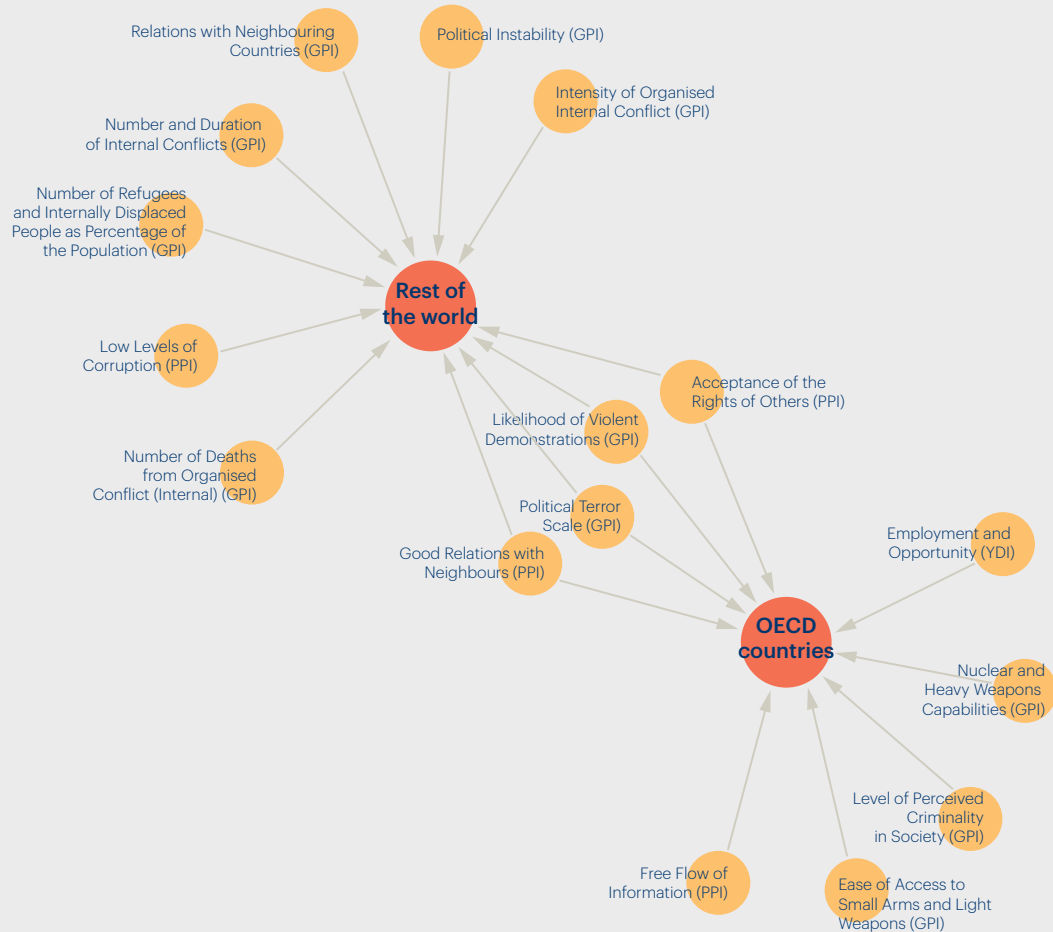 Relations with Neighbouring
Countries (GPI)
Political Instability (GPI)
Intensity of Organised
Internal Conflict (GPI)
Number and Duration
of Internal Conflicts (GPI)
Number of Refugees
and Internally Displaced
People as Percentage of
the Population (GPI)
Rest of
the world
Low Levels of
Corruption (PPI)
Acceptance of the
Rights of Others (PPI)
Likelihood of Violent
Demonstrations (GPI)
Number of Deaths
from Organised
Conflict (Internal) (GPI)
Political Terror
Scale (GPI)
Good Relations with
Neighbours (PPI)
Employment and
Opportunity (YDI)
OECD
countries
Nuclear and
Heavy Weapons
Capabilities (GPI)
Level of Perceived
Criminality
in Society (GPI)
Free Flow of
Information (PPI)
Ease of Access to
Small Arms and Light
Weapons (GPI)